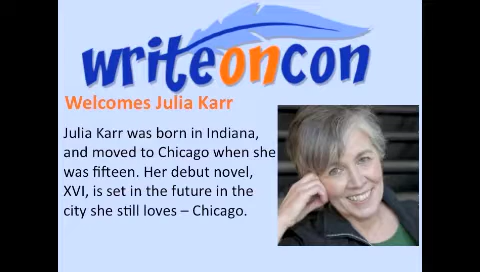 writeoncon
Welcomes Julia Karr
Julia Karr was born in Indiana,
and moved to Chicago when she
was fifteen. Her debut novel,
XVI, is set in the future in the
city she still loves – Chicago.